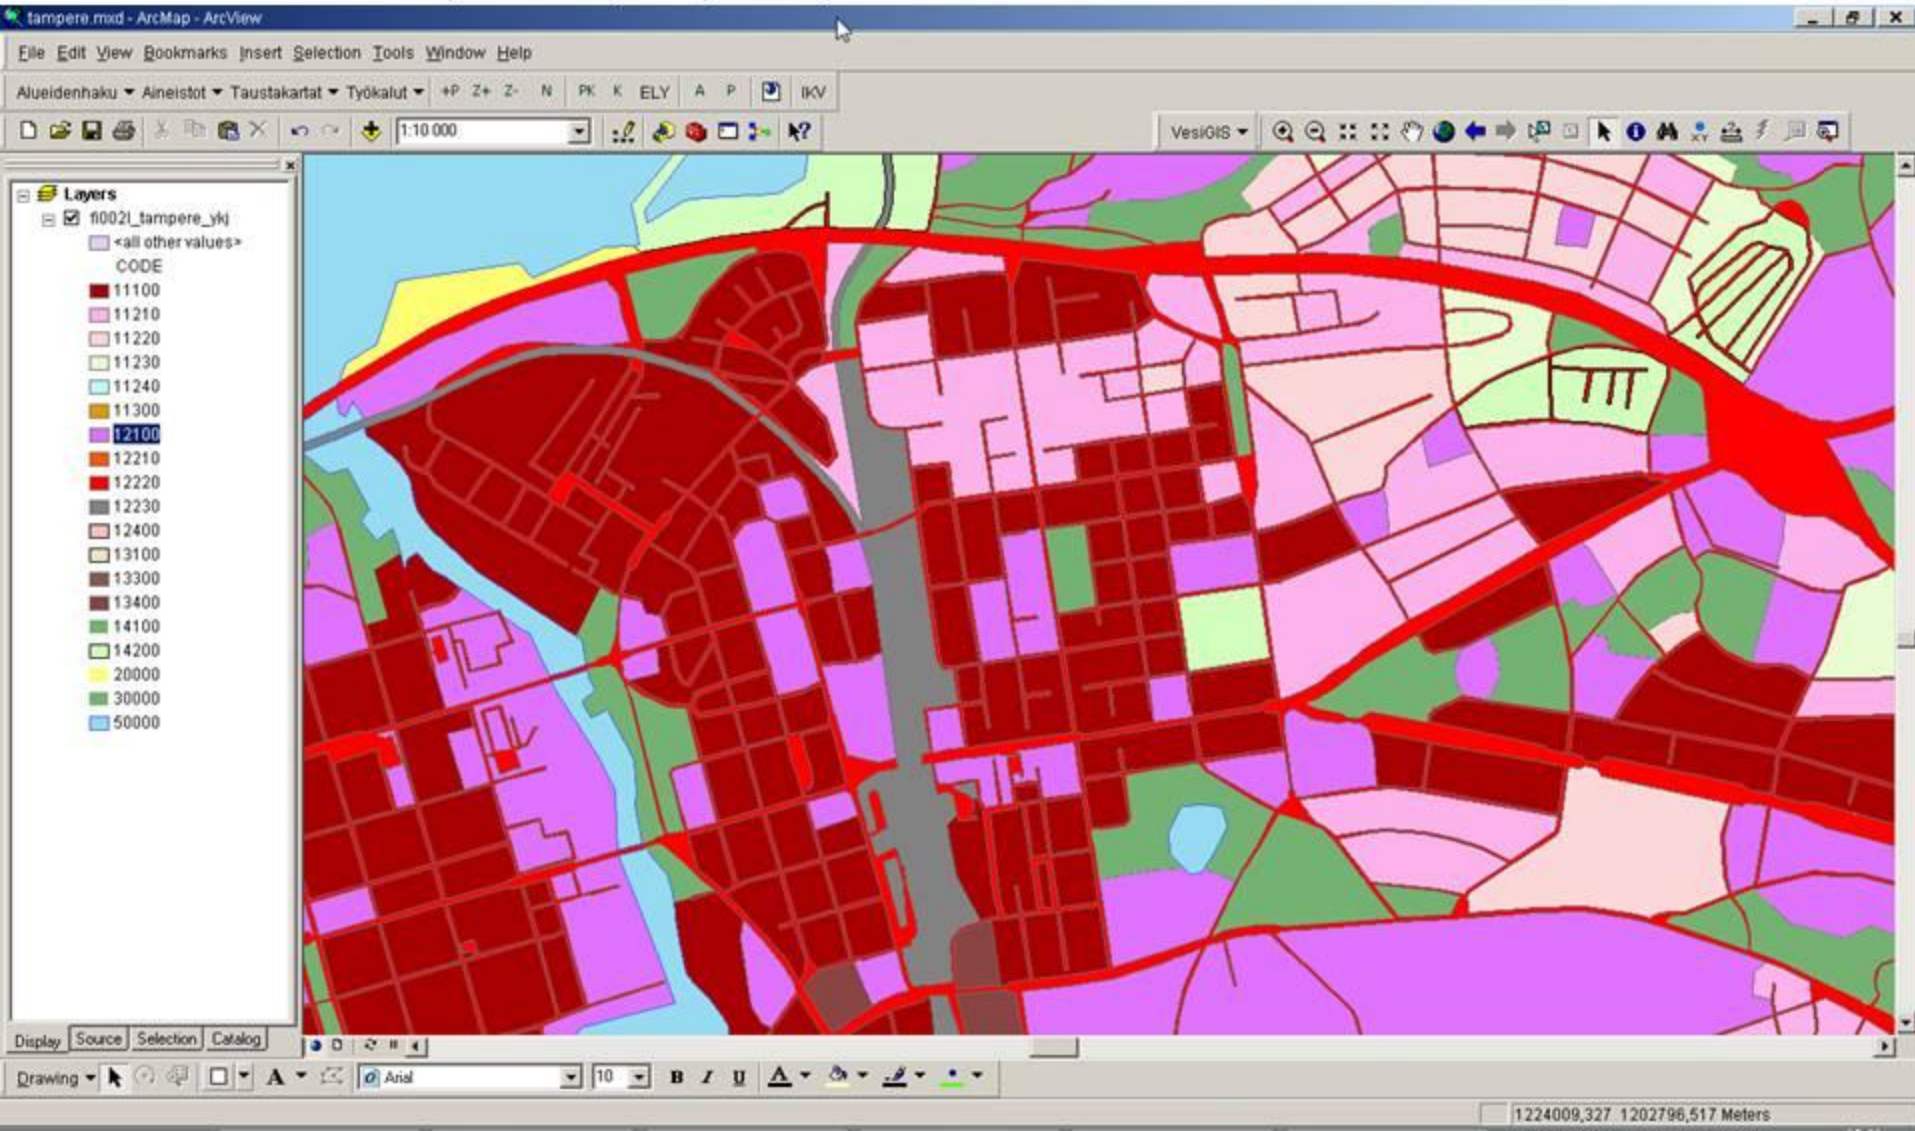 tampere.mxd - ArcMap - ArcView
File Edit View Bookmarks Insert Selection Tools Window Help
Alueidenhaku Aineistot Taustakartat Työkalut +P Z+ Z- N PK K ELY A P IKV
1:10 000 VesiGIS
Layers
fl002l_tampere_ykj
<all other values>
CODE
11100
11210
11220
11230
11240
11300
12100
12210
12220
12230
12400
13100
13300
13400
14100
14200
20000
30000
50000
Display Source Selection Catalog
Drawing A Arial 10 B I U A
1224009,327 1202796,517 Meters